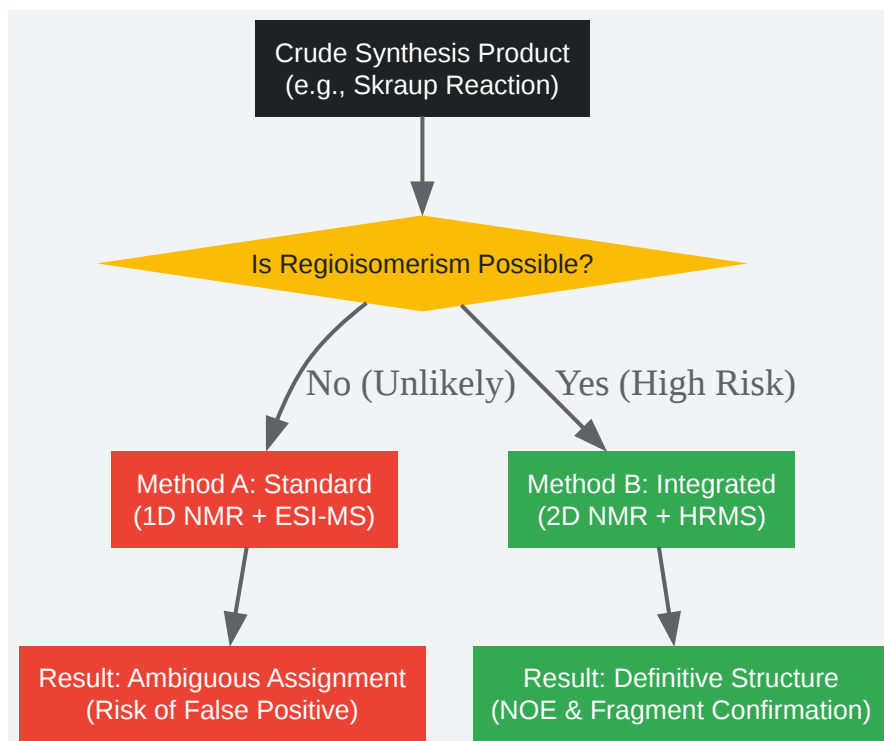 Crude Synthesis Product
(e.g., Skraup Reaction)
Is Regioisomerism Possible?
No (Unlikely)
Yes (High Risk)
Method A: Standard
(1D NMR + ESI-MS)
Method B: Integrated
(2D NMR + HRMS)
Result: Ambiguous Assignment
(Risk of False Positive)
Result: Definitive Structure
(NOE & Fragment Confirmation)